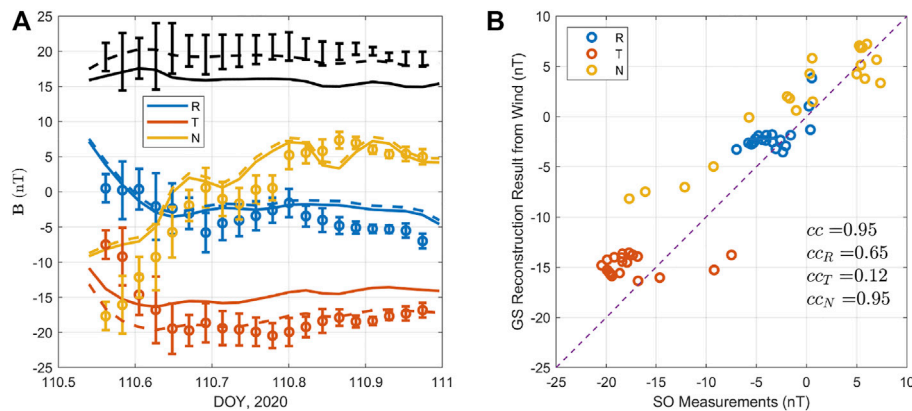 A
B (nT)
25
20
15
10
5
0
-5
-10
-15
-20
-25
R
T
N
110.5 110.6 110.7 110.8 110.9 111
DOY, 2020
B
GS Reconstruction Result from Wind (nT)
10
5
0
-5
-10
-15
-20
-25
R
T
N
cc =0.95
ccR =0.65
ccT =0.12
ccN =0.95
-25 -20 -15 -10 -5 0 5 10
SO Measurements (nT)